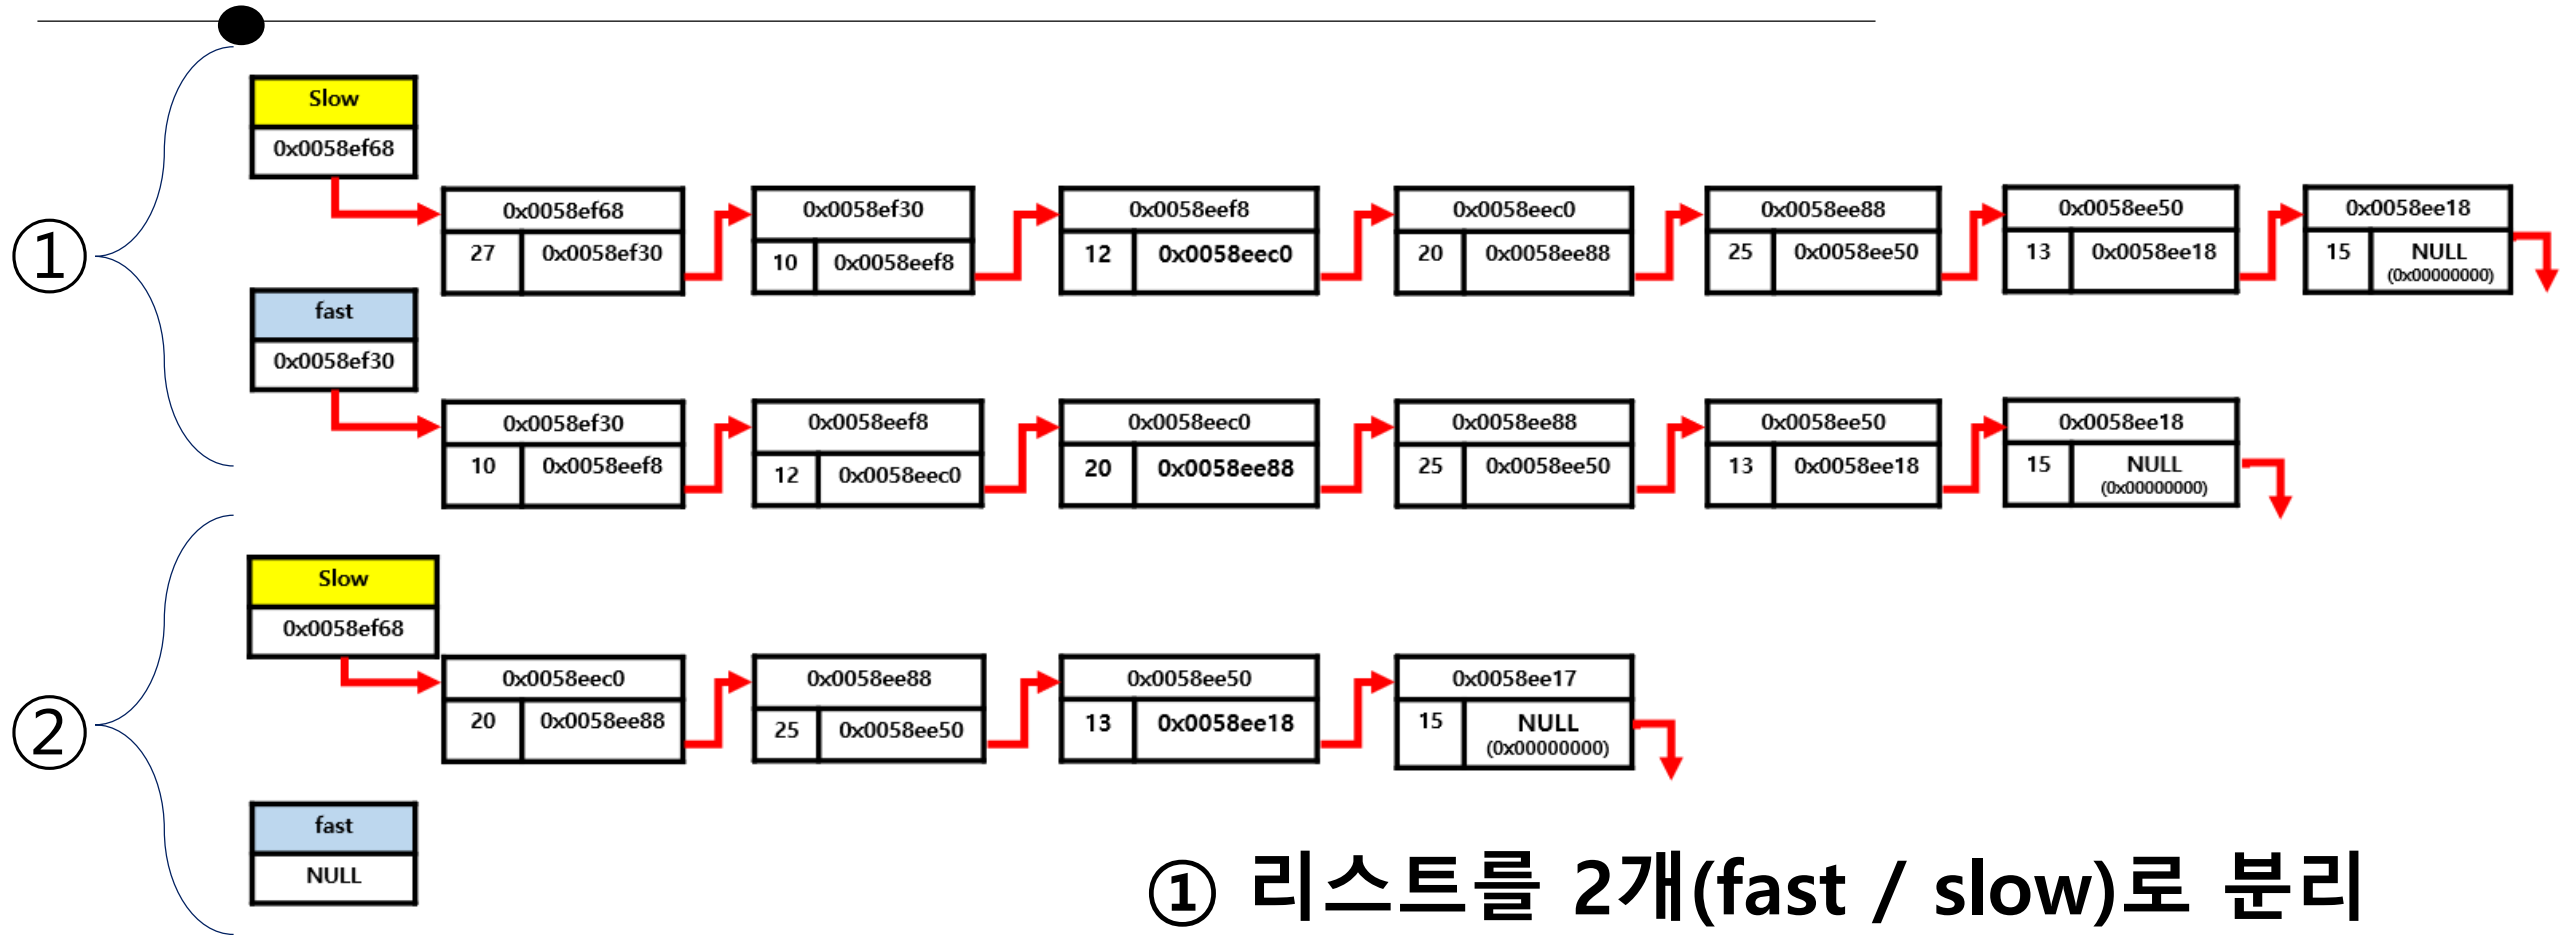 ①
Slow
0x0058ef68
0x0058ef68
27 0x0058ef30
0x0058ef30
10 0x0058eef8
0x0058eef8
12 0x0058eec0
0x0058eec0
20 0x0058ee88
0x0058ee88
25 0x0058ee50
0x0058ee50
13 0x0058ee18
0x0058ee18
15 NULL
(0x00000000)
fast
0x0058ef30
0x0058ef30
10 0x0058eef8
0x0058eef8
12 0x0058eec0
0x0058eec0
20 0x0058ee88
0x0058ee88
25 0x0058ee50
0x0058ee50
13 0x0058ee18
0x0058ee18
15 NULL
(0x00000000)
②
Slow
0x0058ef68
0x0058eec0
20 0x0058ee88
0x0058ee88
25 0x0058ee50
0x0058ee50
13 0x0058ee18
0x0058ee17
15 NULL
(0x00000000)
fast
NULL
① 리스트를 2개(fast / slow)로 분리